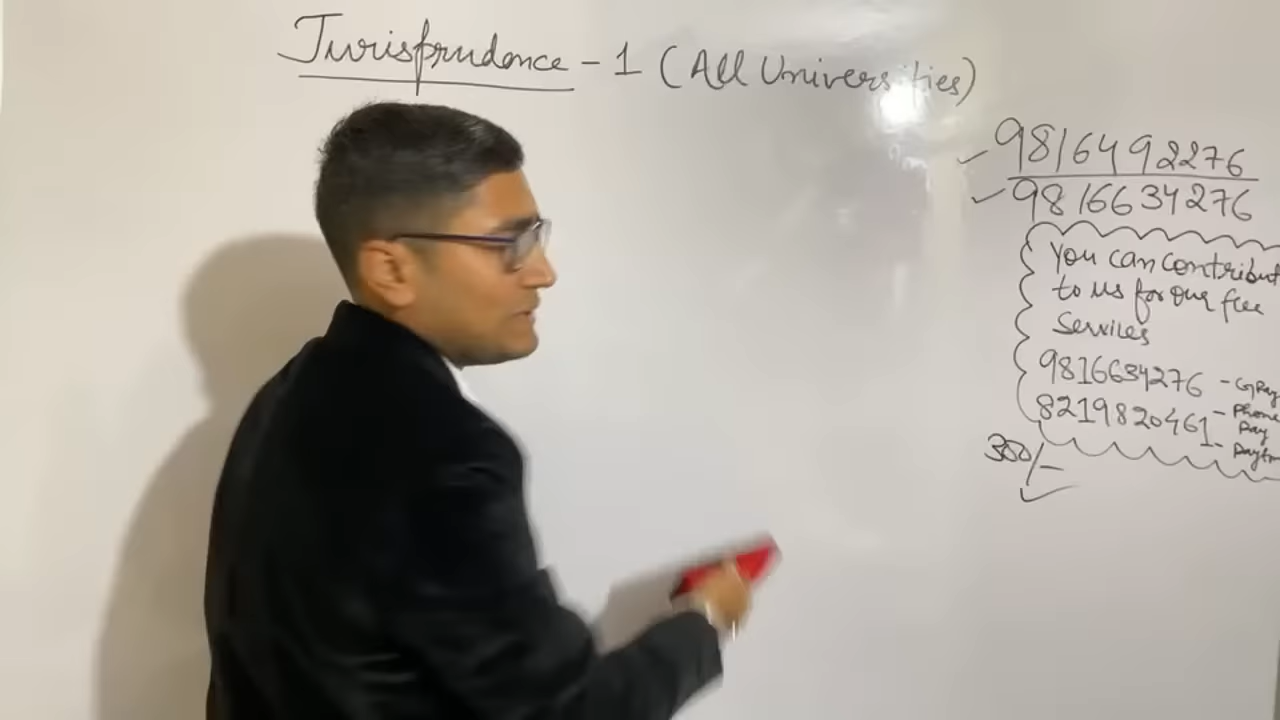 Jurisprudence - 1 (All Universities)
9816492276
9816634276
You can contribut
to us for our free
Services
9816634276 - GPay
8219820461 - Phone
Pay
- Paytm
300/-